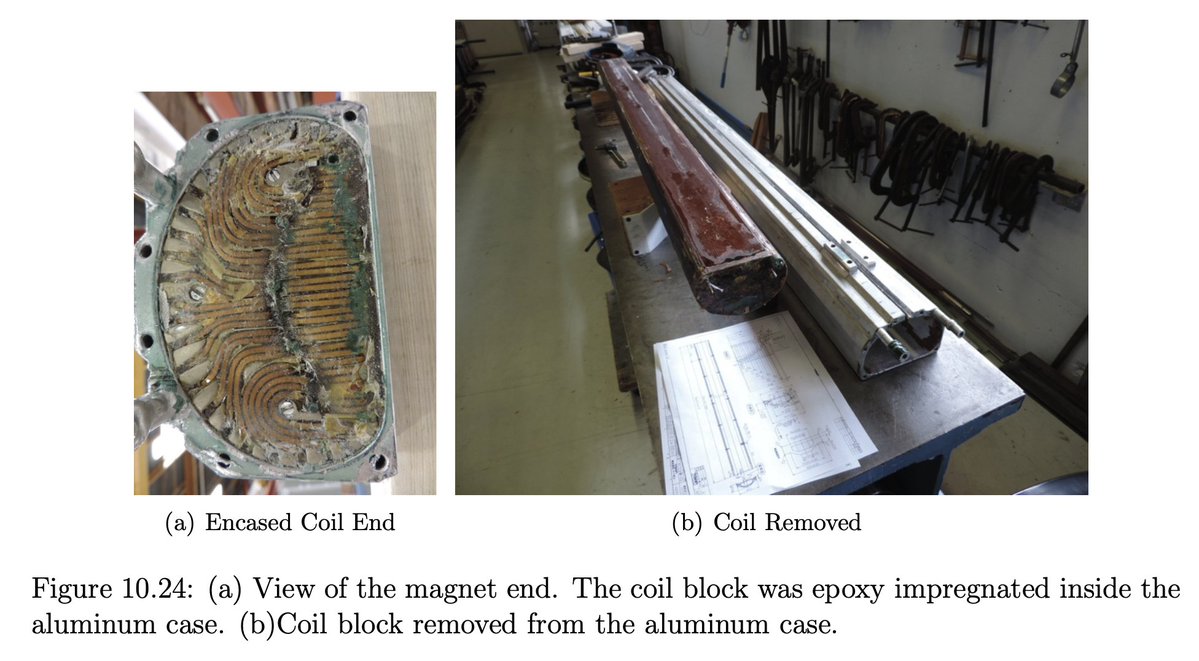 (a) Encased Coil End
(b) Coil Removed
Figure 10.24: (a) View of the magnet end. The coil block was epoxy impregnated inside the
aluminum case. (b)Coil block removed from the aluminum case.